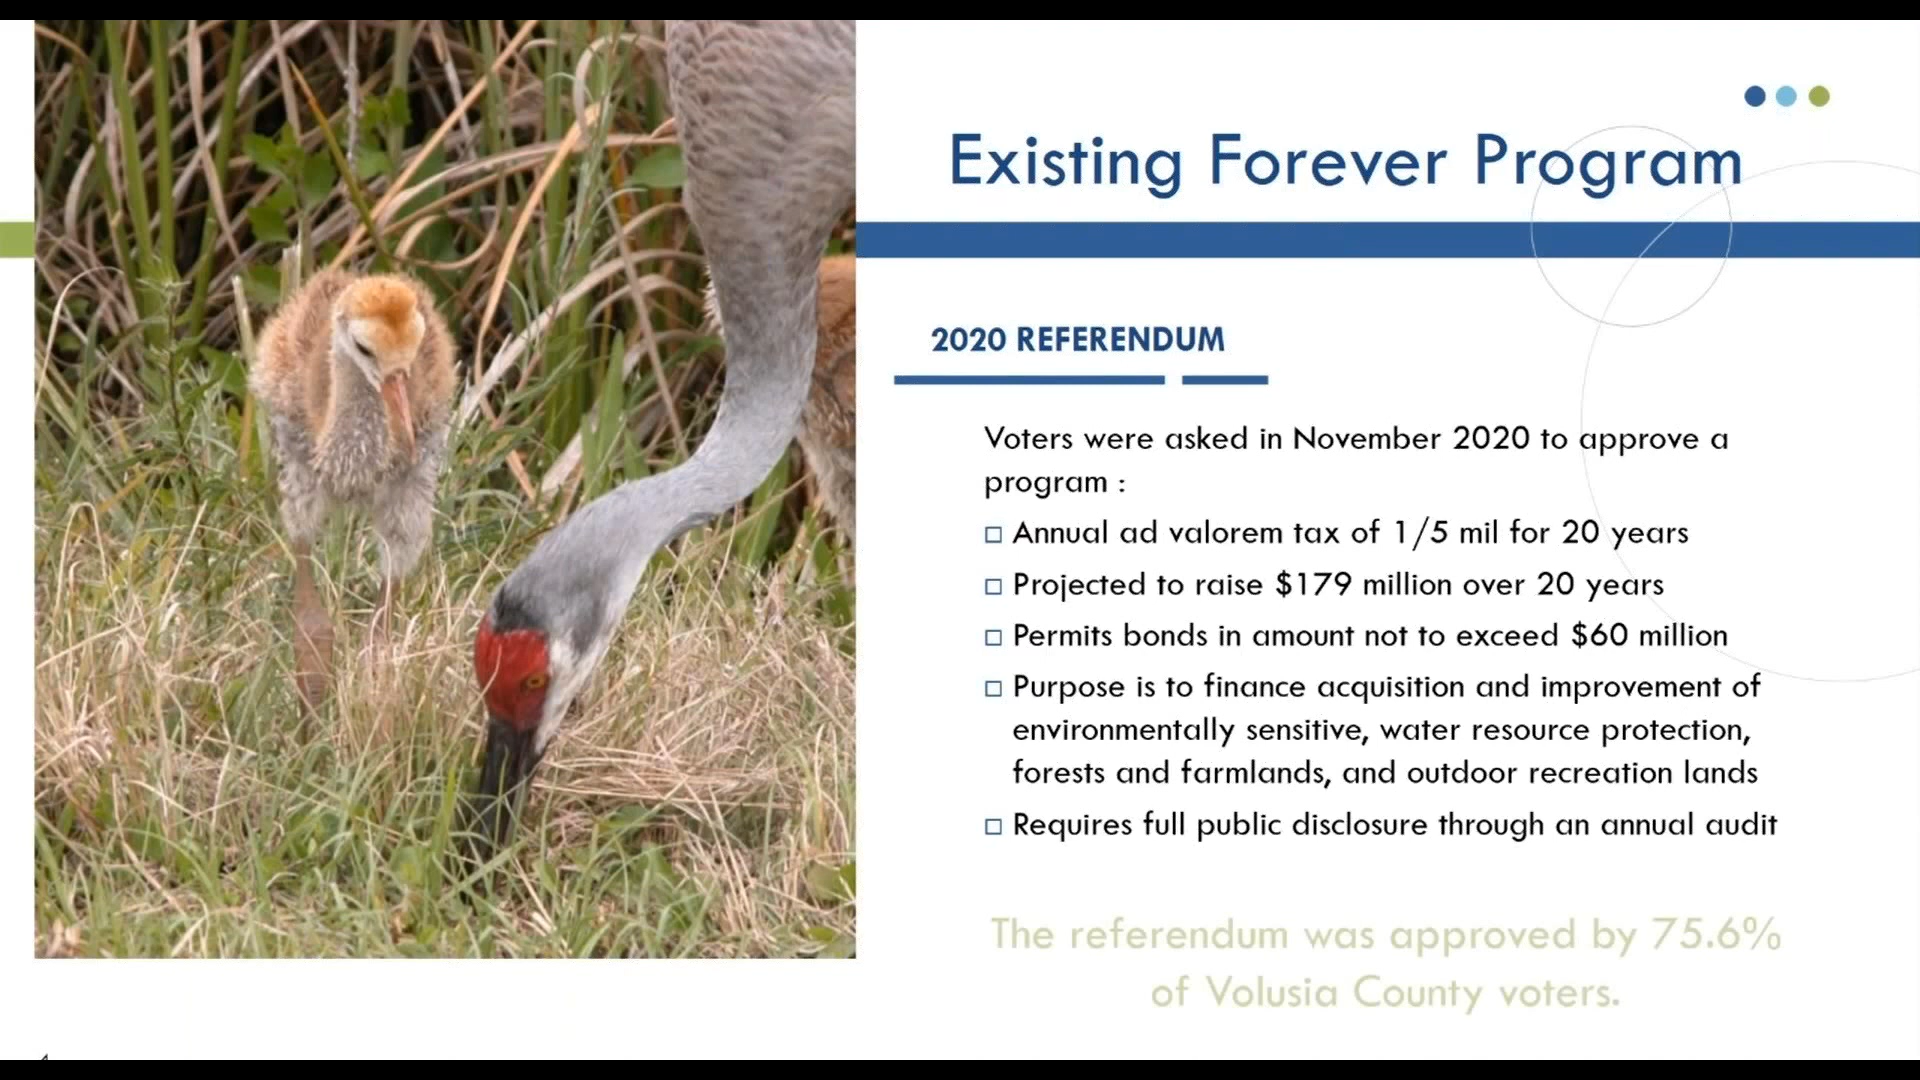 Existing Forever Program
2020 REFERENDUM
Voters were asked in November 2020 to approve a
program :
Annual ad valorem tax of 1/5 mil for 20 years
Projected to raise $179 million over 20 years
Permits bonds in amount not to exceed $60 million
Purpose is to finance acquisition and improvement of
environmentally sensitive, water resource protection,
forests and farmlands, and outdoor recreation lands
Requires full public disclosure through an annual audit
The referendum was approved by 75.6%
of Volusia County voters.